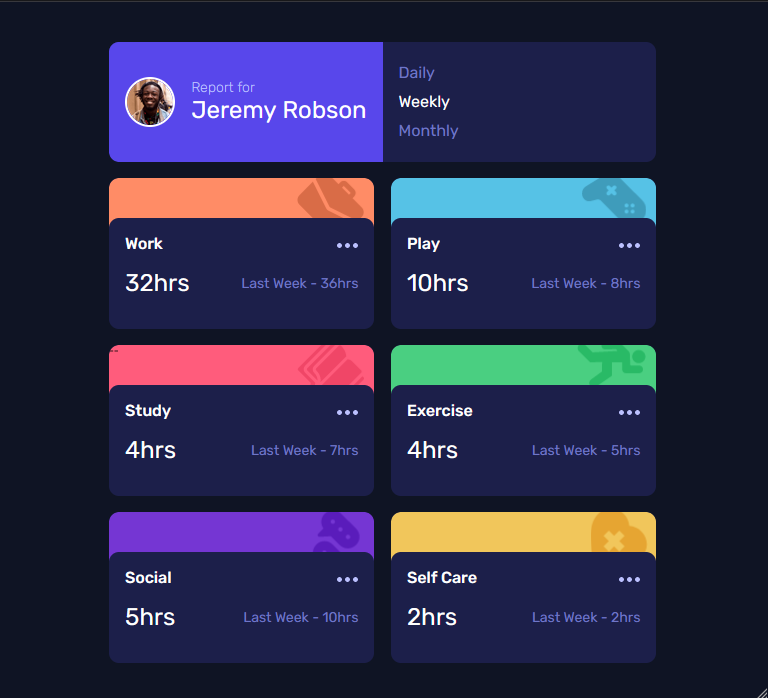 Report for
Jeremy Robson
Daily
Weekly
Monthly
Work
32hrs
Last Week - 36hrs
Play
10hrs
Last Week - 8hrs
Study
4hrs
Last Week - 7hrs
Exercise
4hrs
Last Week - 5hrs
Social
5hrs
Last Week - 10hrs
Self Care
2hrs
Last Week - 2hrs